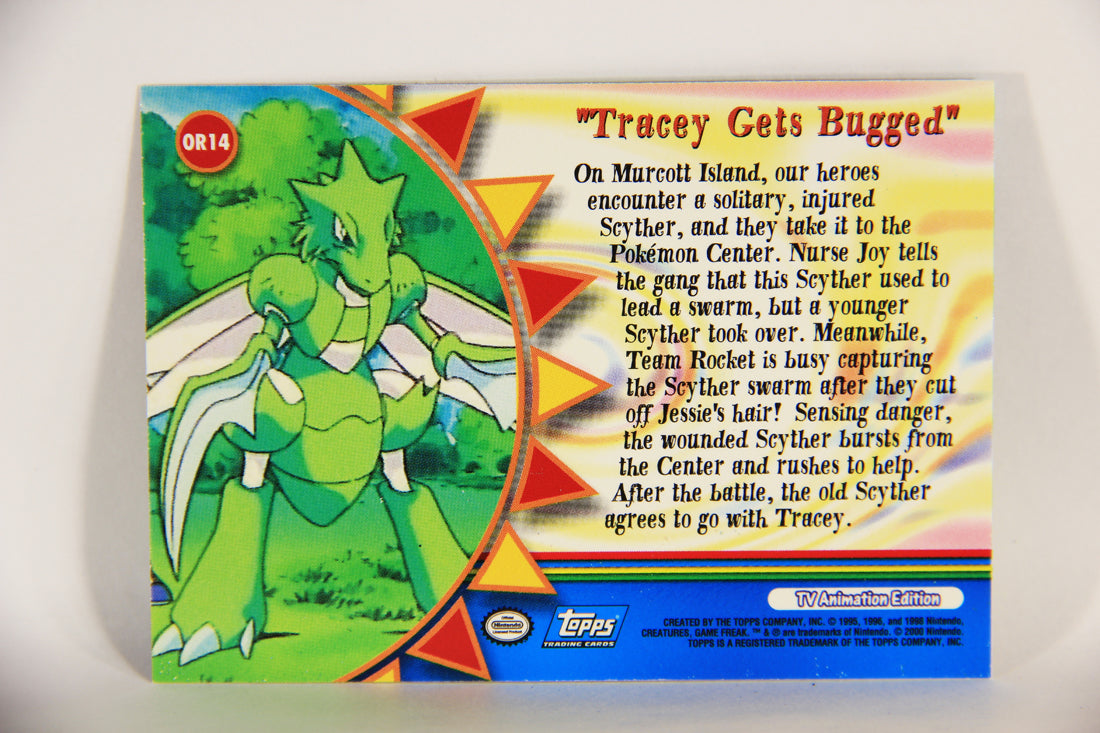 OR14
"Tracey Gets Bugged"
On Murcott Island, our heroes
encounter a solitary, injured
Scyther, and they take it to the
Pokémon Center. Nurse Joy tells
the gang that this Scyther used to
lead a swarm, but a younger
Scyther took over. Meanwhile,
Team Rocket is busy capturing
the Scyther swarm after they cut
off Jessie's hair! Sensing danger,
the wounded Scyther bursts from
the Center and rushes to help.
After the battle, the old Scyther
agrees to go with Tracey.
TV Animation Edition
Official
Nintendo
Licensed Product
TOPPS
TRADING CARDS
CREATED BY THE TOPPS COMPANY, INC. © 1995, 1996, and 1998 Nintendo,
CREATURES, GAME FREAK. ™ & ® are trademarks of Nintendo. © 2000 Nintendo.
TOPPS IS A REGISTERED TRADEMARK OF THE TOPPS COMPANY, INC.